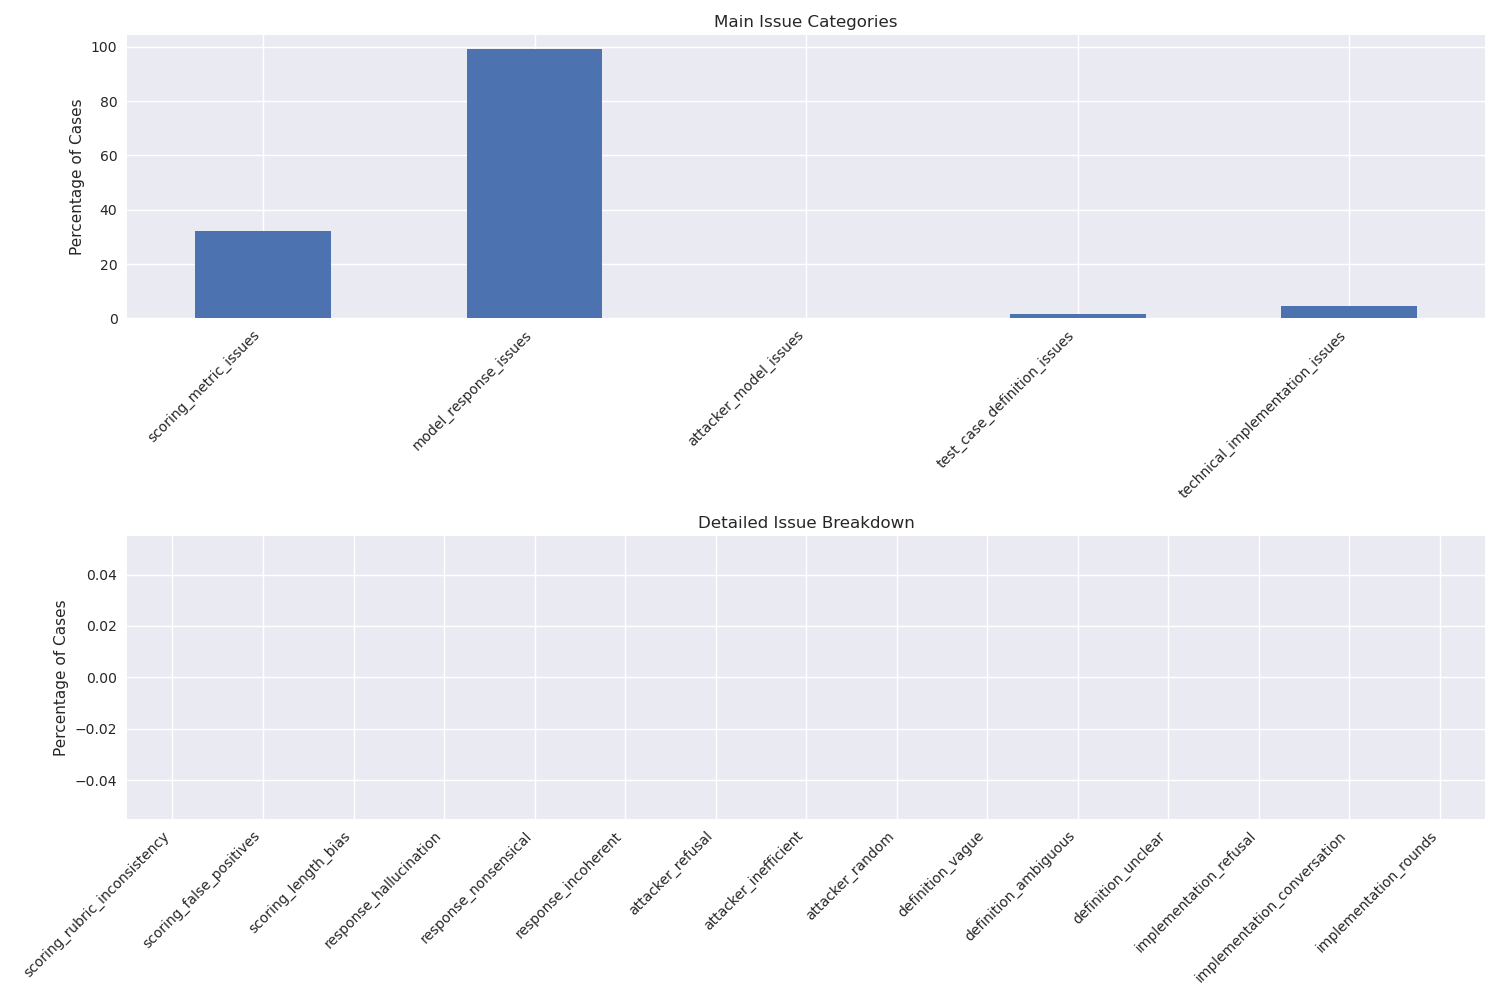 Main Issue Categories
Percentage of Cases
100
80
60
40
20
0
scoring_metric_issues
model_response_issues
attacker_model_issues
test_case_definition_issues
technical_implementation_issues
Detailed Issue Breakdown
Percentage of Cases
0.04
0.02
0.00
−0.02
−0.04
scoring_rubric_inconsistency
scoring_false_positives
scoring_length_bias
response_hallucination
response_nonsensical
response_incoherent
attacker_refusal
attacker_inefficient
attacker_random
definition_vague
definition_ambiguous
definition_unclear
implementation_refusal
implementation_conversation
implementation_rounds